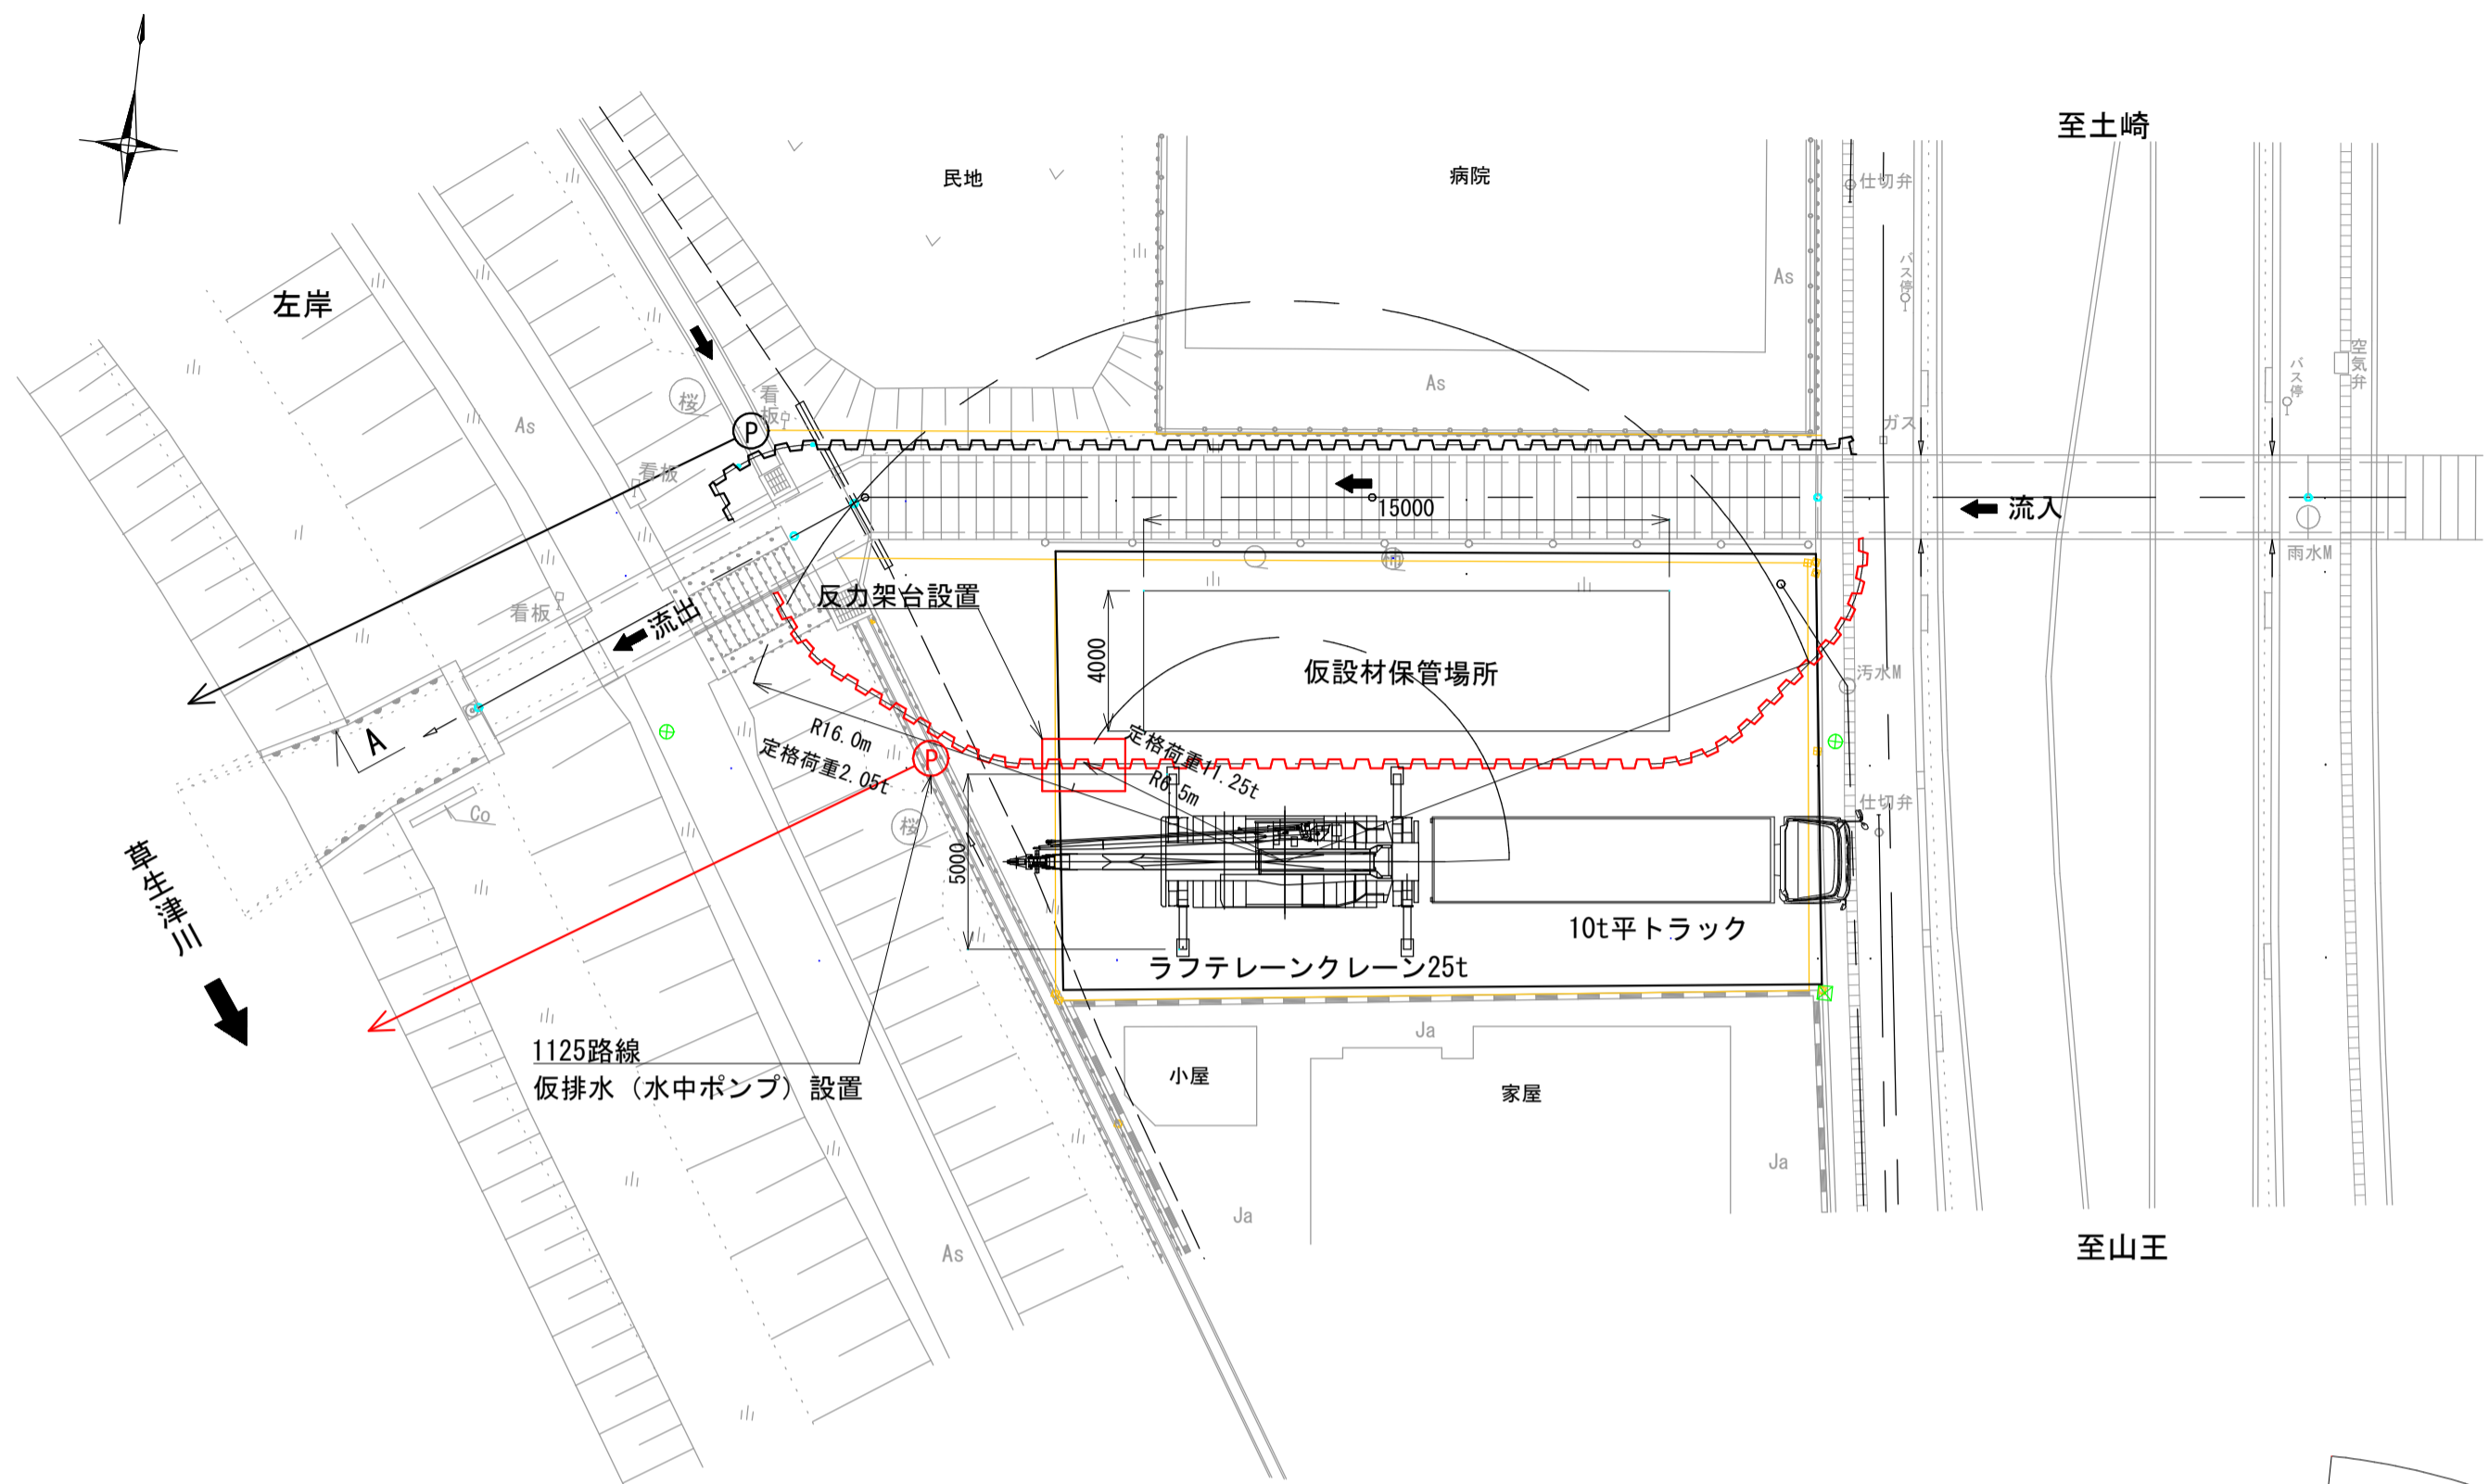 至土崎
民地
病院
仕切弁
As
バス停
左岸
空気弁
バス停
As
桜
看板
As
ガス
看板
15000
流入
雨水M
反力架台設置
看板
流出
4000
仮設材保管場所
汚水M
R16.0m
定格荷重2.05t
定格荷重11.25t
R6.5m
A
P
P
Co
桜
仕切弁
5000
草生津川
10t平トラック
ラフテレーンクレーン25t
1125路線
仮排水（水中ポンプ）設置
Ja
小屋
家屋
Ja
Ja
As
至山王